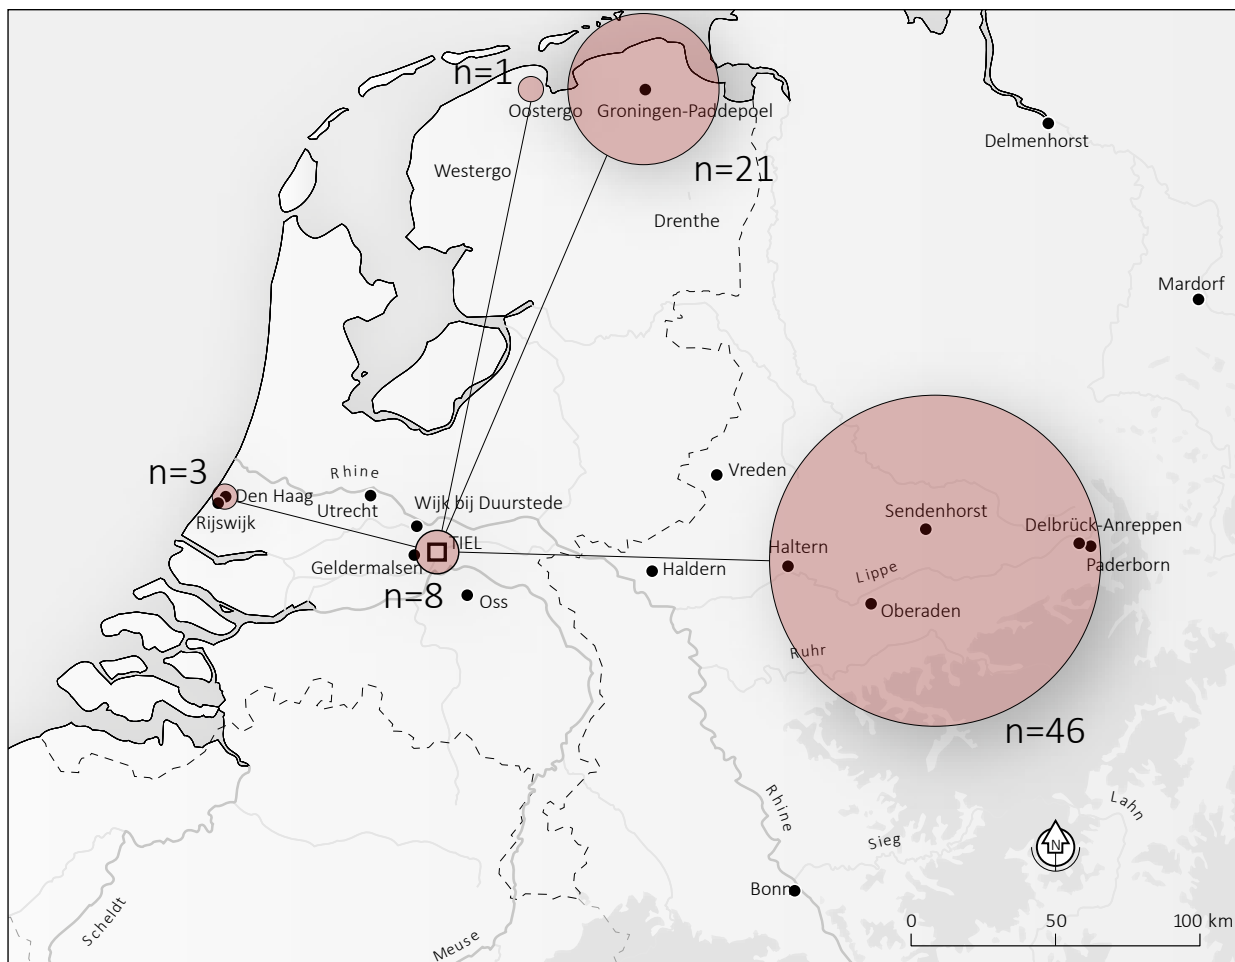 n=1
Oostergo
Groningen-Paddepoel
Delmenhorst
Westergo
n=21
Drenthe
Mardorf
n=3
Rhine
Vreden
Den Haag
Utrecht
Wijk bij Duurstede
Rijswijk
Sendenhorst
Delbrück-Anreppen
TIEL
Haltern
Geldermalsen
Haldern
Lippe
Paderborn
n=8
Oss
Oberaden
Ruhr
n=46
Rhine
Lahn
Sieg
N
Bonn
Scheldt
Meuse
0 50 100 km